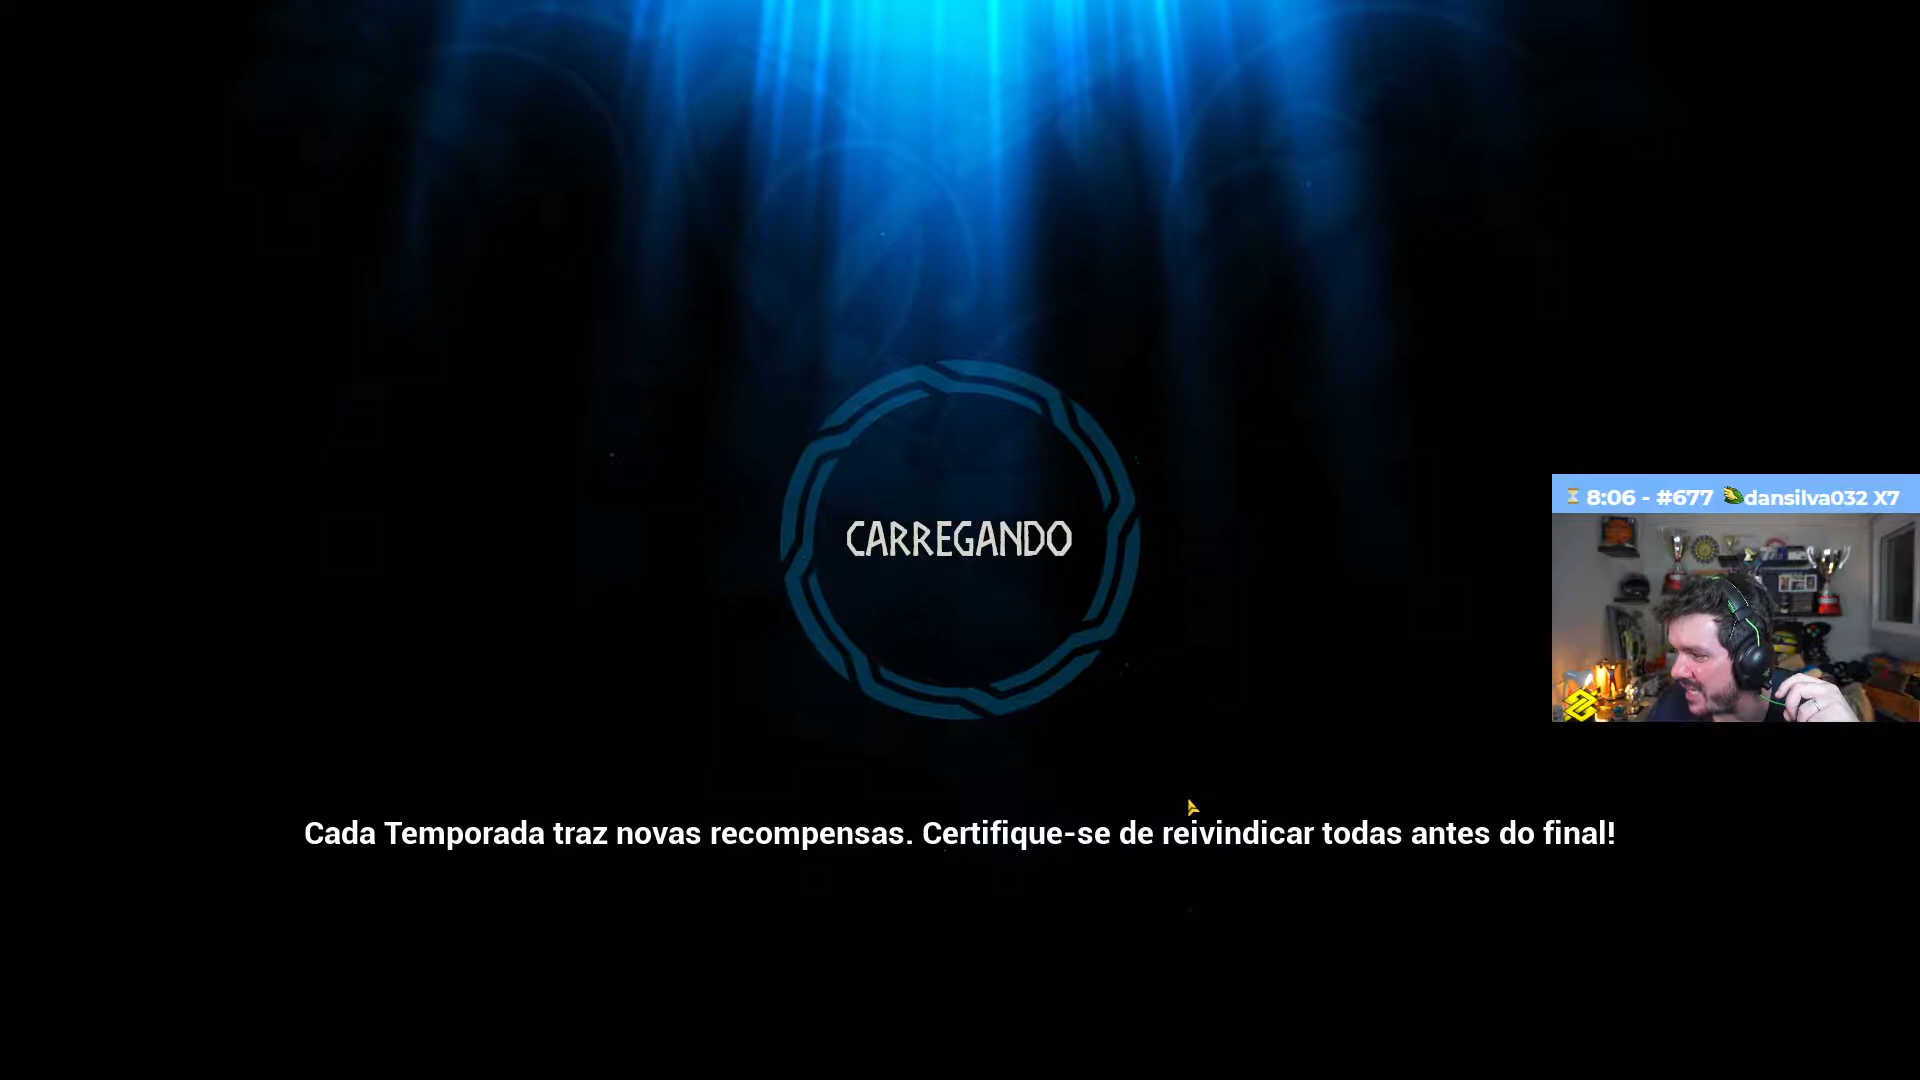 8:06 - #677 dansilva032 X7
CARREGANDO
Cada Temporada traz novas recompensas. Certifique-se de reivindicar todas antes do final!